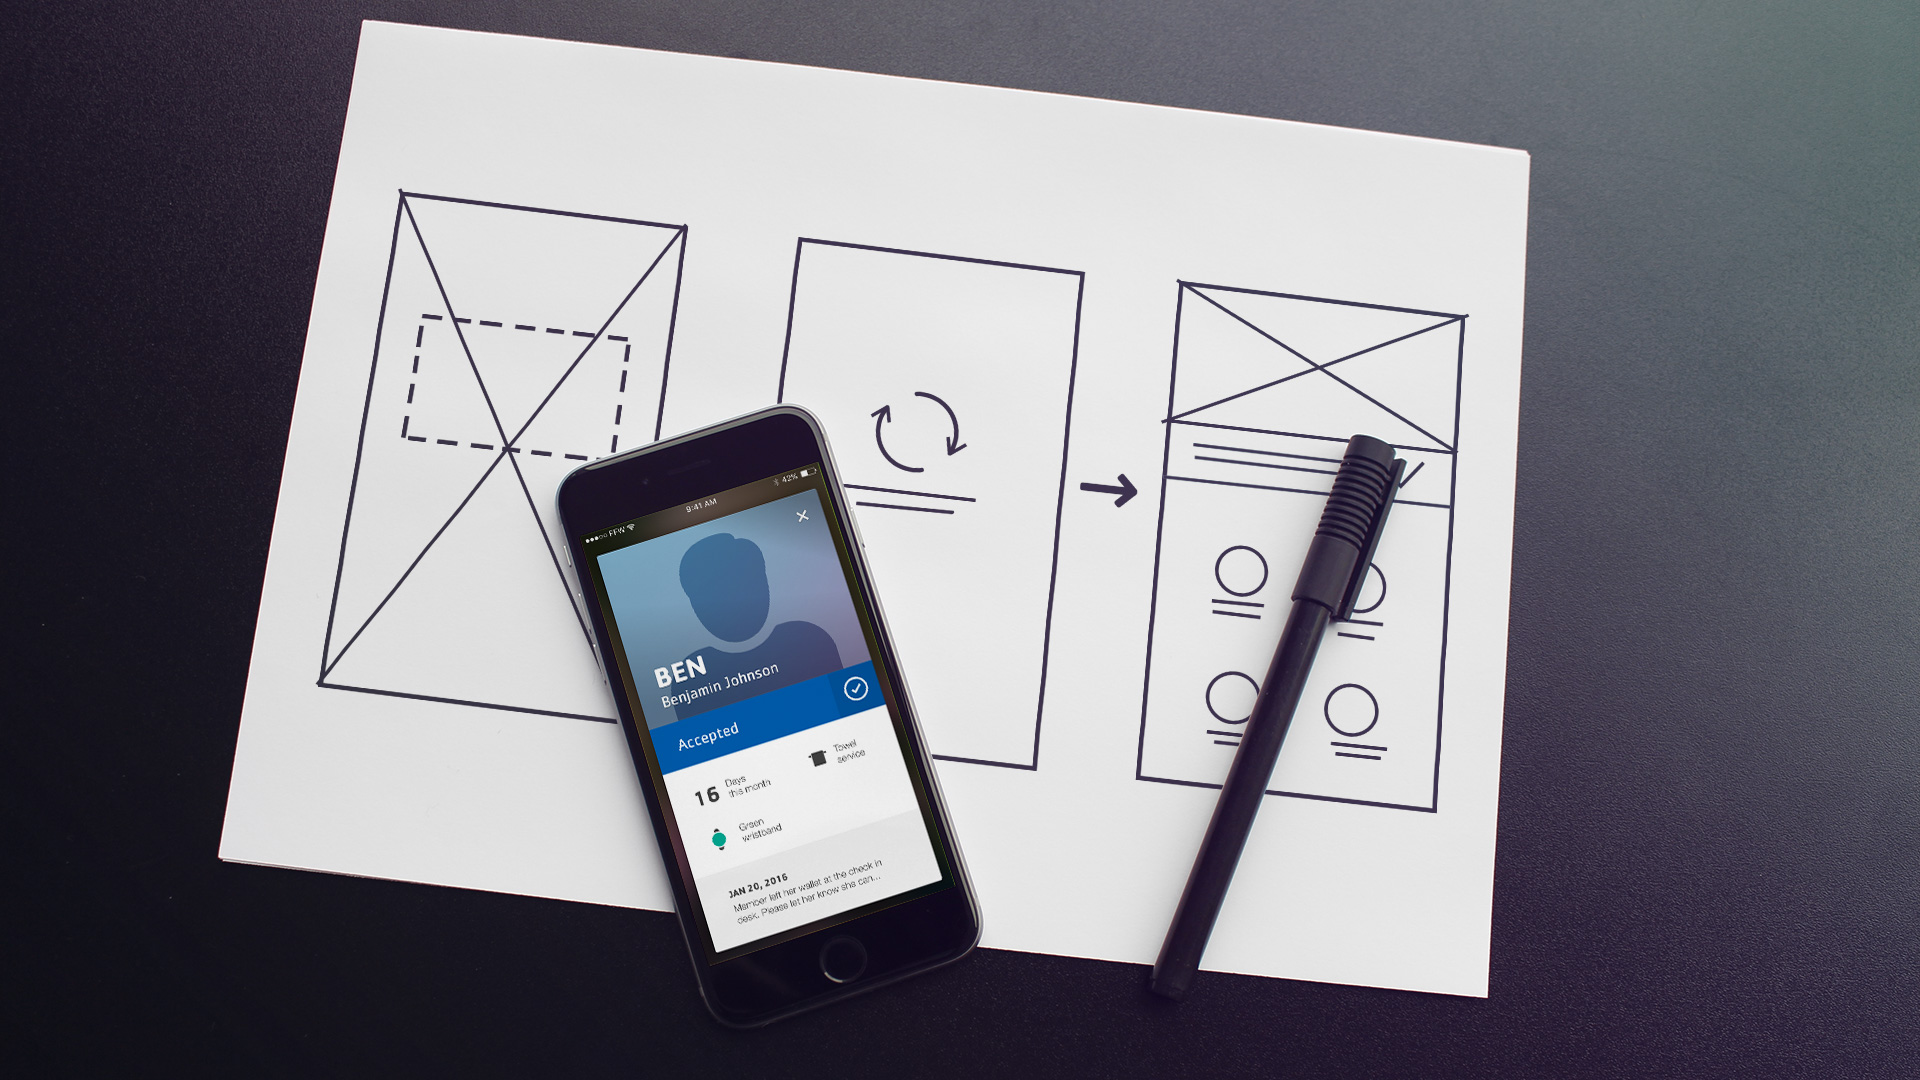 FFW
9:41 AM
42%
BEN
Benjamin Johnson
Accepted
16 Days
this month
Towel
service
Green
wristband
JAN 20, 2016
Member left her wallet at the check in
desk. Please let her know she can...